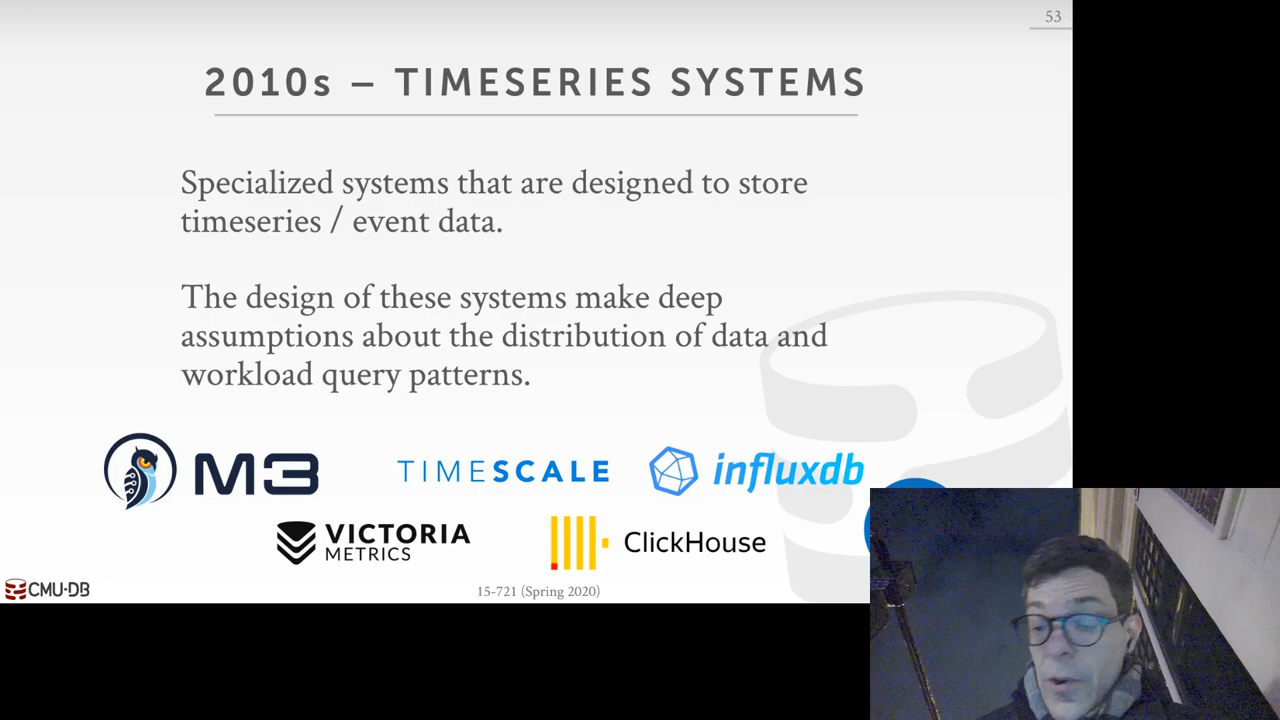 53
2010s – TIMESERIES SYSTEMS
Specialized systems that are designed to store
timeseries / event data.
The design of these systems make deep
assumptions about the distribution of data and
workload query patterns.
M3
TIMESCALE
influxdb
VICTORIA
METRICS
ClickHouse
CMU·DB
15-721 (Spring 2020)